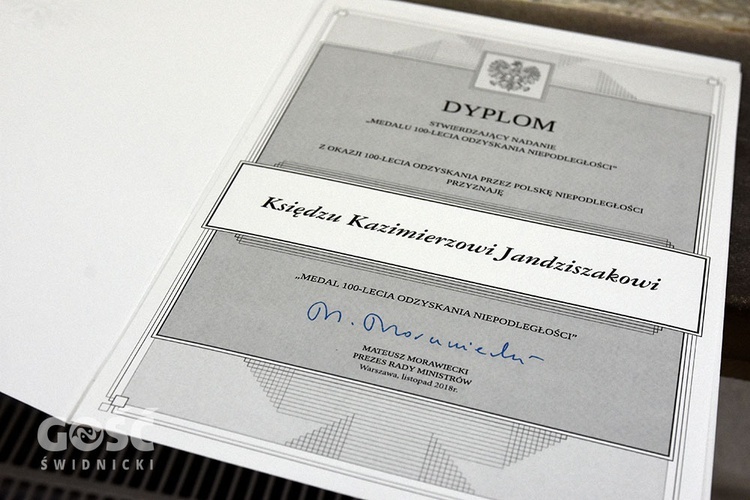 DYPLOM
STWIERDZAJĄCY NADANIE
„MEDALU 100-LECIA ODZYSKANIA NIEPODLEGŁOŚCI”
Z OKAZJI 100-LECIA ODZYSKANIA PRZEZ POLSKĘ NIEPODLEGŁOŚCI
PRZYZNAJĘ
Księdzu Kazimierzowi Jandziszakowi
„MEDAL 100-LECIA ODZYSKANIA NIEPODLEGŁOŚCI”
M. Morawiecki
MATEUSZ MORAWIECKI
PREZES RADY MINISTRÓW
Warszawa, listopad 2018r.
GOŚĆ
ŚWIDNICKI